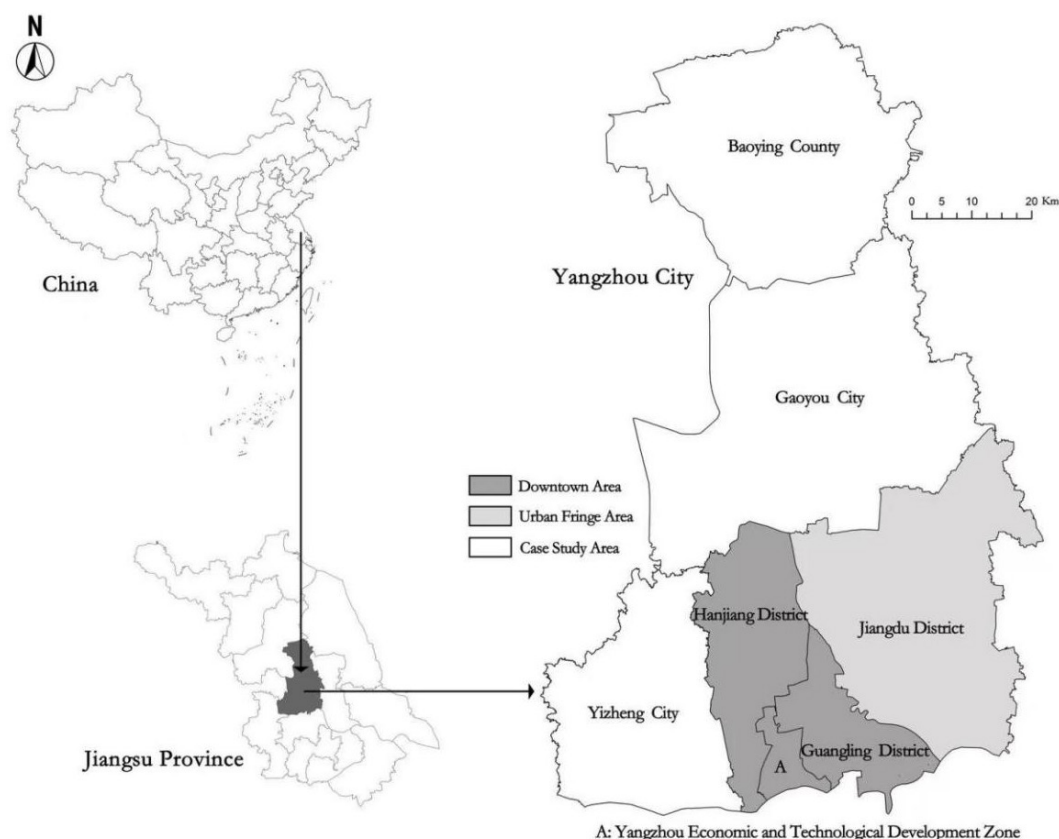 N
China
Jiangsu Province
Baoying County
0 5 10 20 Km
Yangzhou City
Gaoyou City
Downtown Area
Urban Fringe Area
Case Study Area
Hanjiang District
Jiangdu District
Yizheng City
Guangling District
A
A: Yangzhou Economic and Technological Development Zone